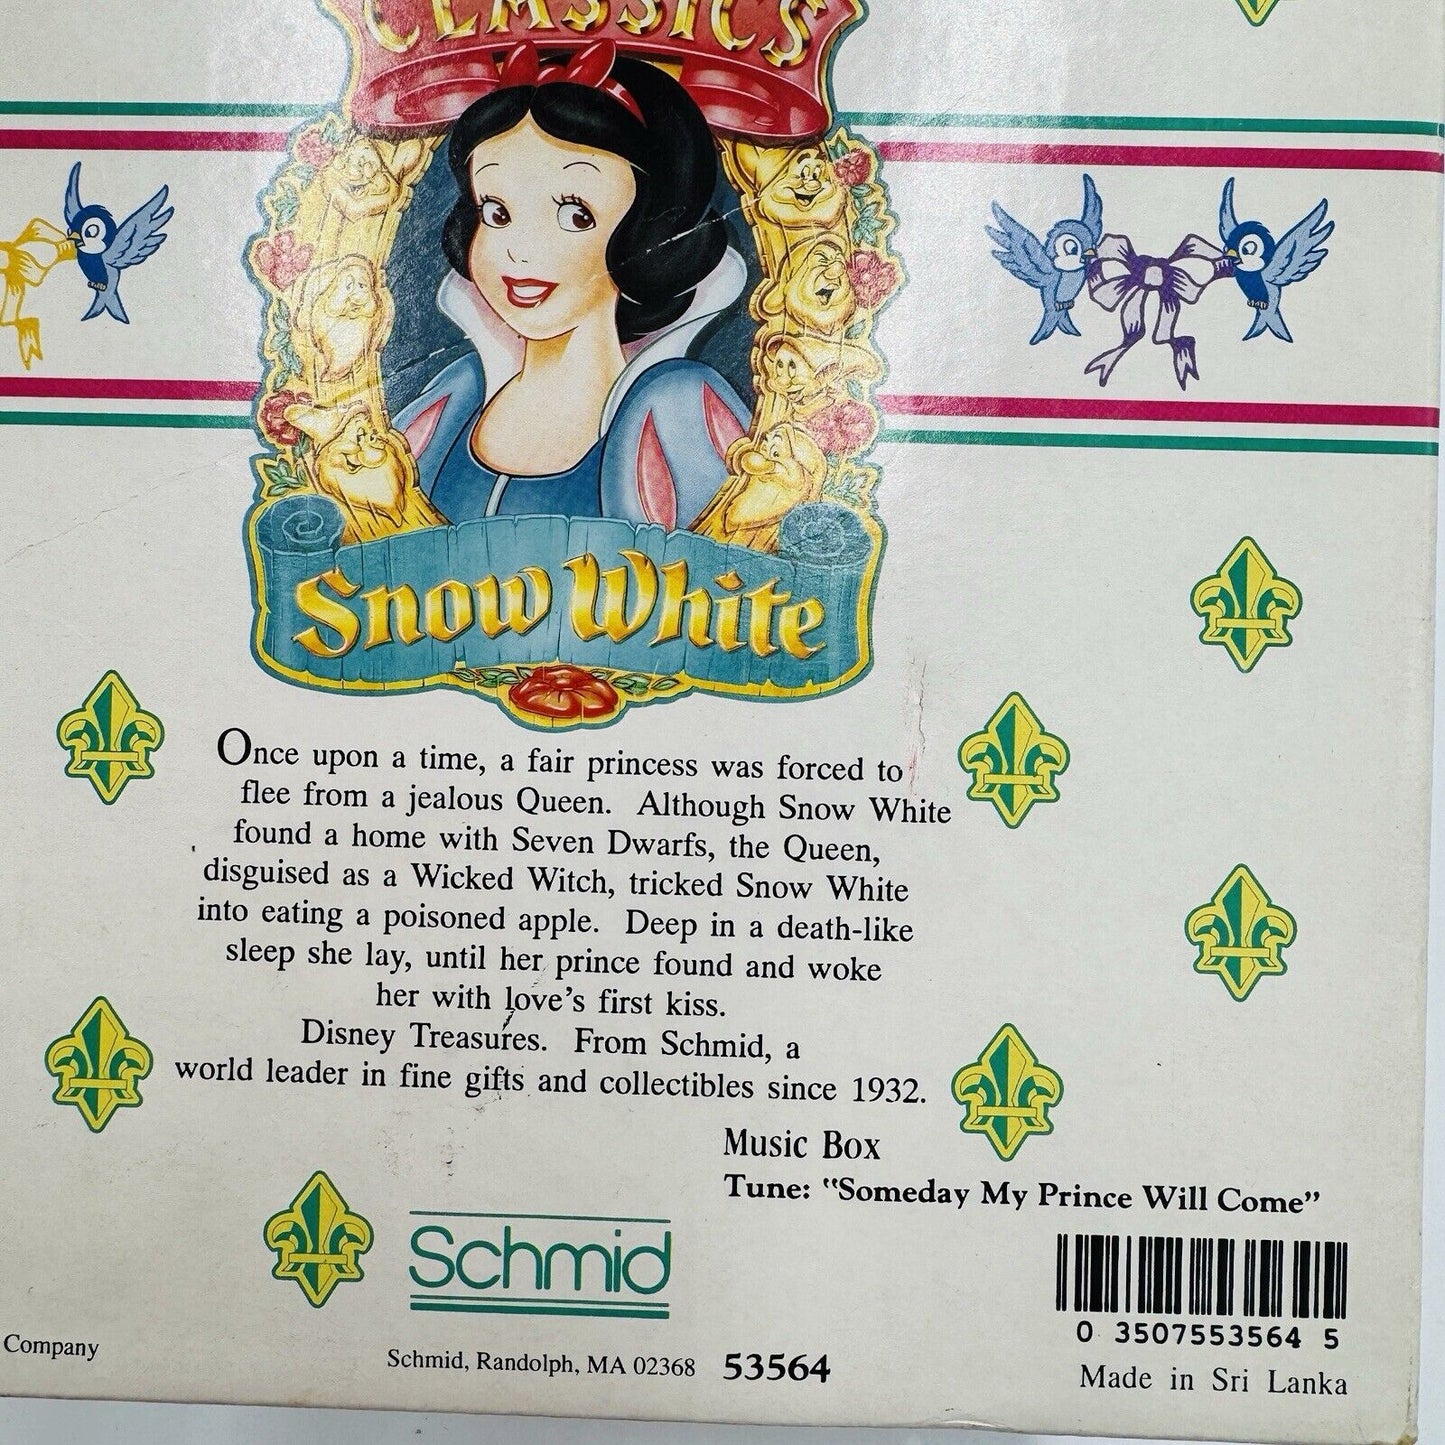 CLASSICS
Snow White
Once upon a time, a fair princess was forced to
flee from a jealous Queen. Although Snow White
found a home with Seven Dwarfs, the Queen,
disguised as a Wicked Witch, tricked Snow White
into eating a poisoned apple. Deep in a death-like
sleep she lay, until her prince found and woke
her with love's first kiss.
Disney Treasures. From Schmid, a
world leader in fine gifts and collectibles since 1932.
Music Box
Tune: "Someday My Prince Will Come"
Schmid
0 3507553564 5
Company
Schmid, Randolph, MA 02368 53564
Made in Sri Lanka